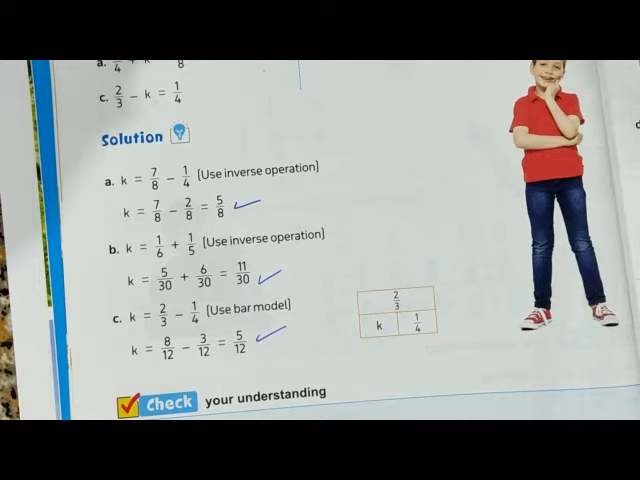 a. /4 + k 8
c. 2/3 - k = 1/4
Solution
a. k = 7/8 - 1/4 (Use inverse operation)
k = 7/8 - 2/8 = 5/8
b. k = 1/6 + 1/5 (Use inverse operation)
k = 5/30 + 6/30 = 11/30
c. k = 2/3 - 1/4 (Use bar model)
k = 8/12 - 3/12 = 5/12
2/3
k 1/4
Check your understanding